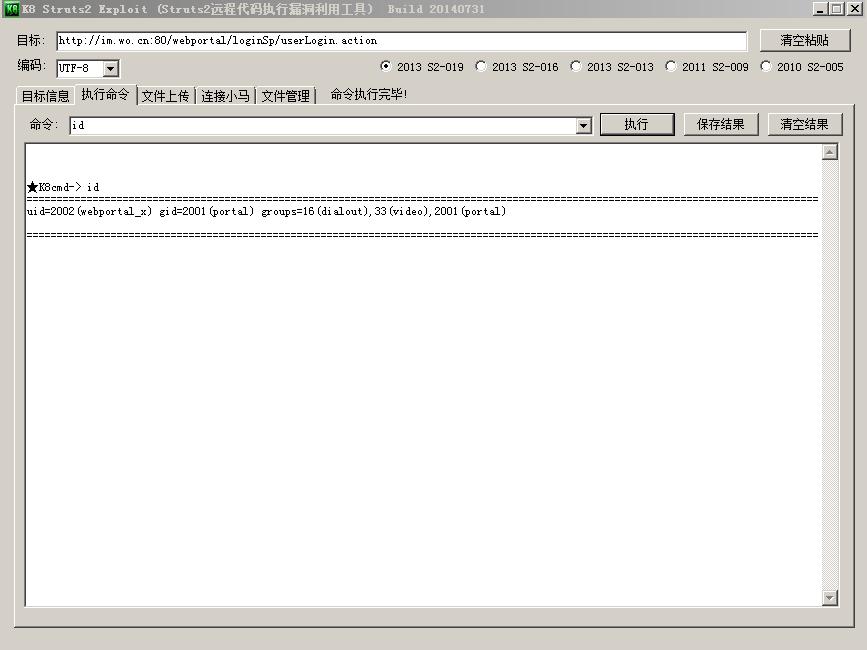 K8 Struts2 Exploit (Struts2远程代码执行漏洞利用工具) Build 20140731
目标: http://im.wo.cn:80/webportal/loginSp/userLogin.action 清空粘贴
编码: UTF-8 2013 S2-019 2013 S2-016 2013 S2-013 2011 S2-009 2010 S2-005
目标信息 执行命令 文件上传 连接小马 文件管理 命令执行完毕!
命令: id 执行 保存结果 清空结果
★K8cmd-> id
uid=2002(webportal_x) gid=2001(portal) groups=16(dialout),33(video),2001(portal)